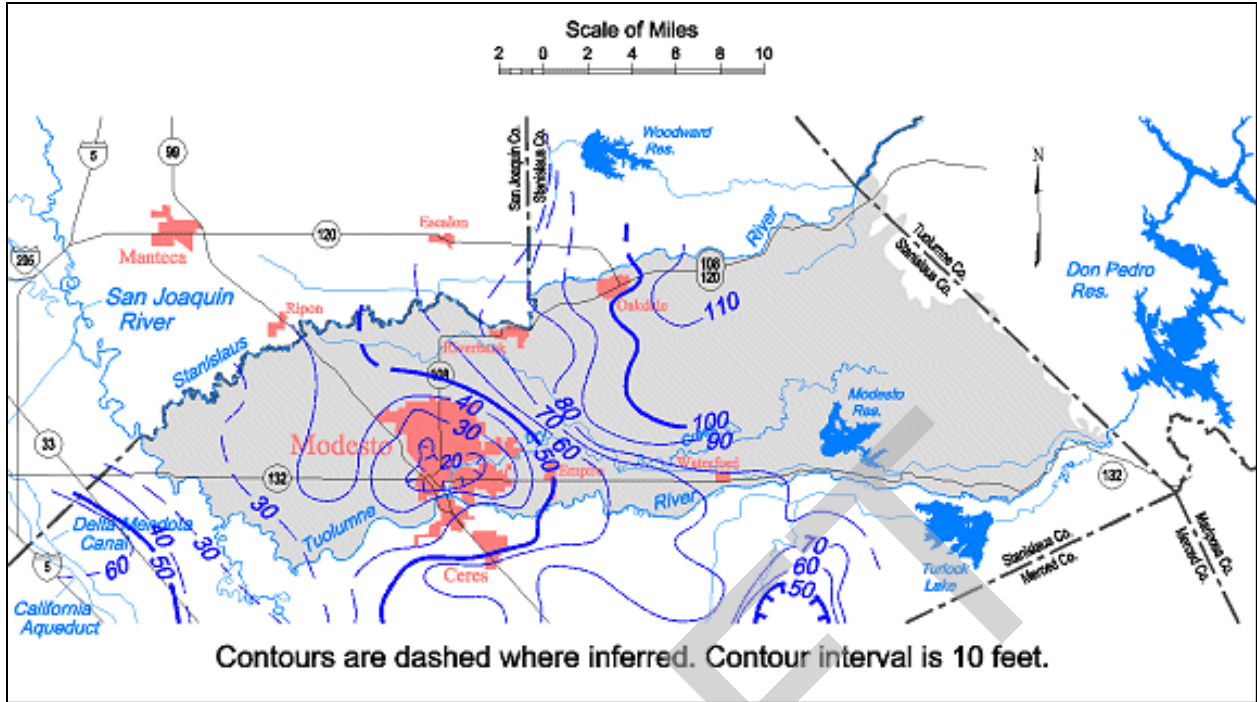 Scale of Miles
2 0 2 4 6 8 10
San Joaquin Co.
Stanislaus Co.
Woodward
Res.
N
5
99
Escalon
120
Manteca
205
River
108
120
Tuolumne Co.
Stanislaus Co.
Don Pedro
Res.
San Joaquin
River
Ripon
Oakdale
110
Stanislaus
Riverbank
108
40
30
80
70
60
50
100
90
Modesto
Res.
33
Modesto
20
Empire
Waterford
132
132
30
River
Tuolumne
Delta Mendota
Canal
40
30
50
60
5
Ceres
70
60
50
Turlock
Lake
Stanislaus Co.
Merced Co.
Mariposa Co.
Merced Co.
California
Aqueduct
Contours are dashed where inferred. Contour interval is 10 feet.